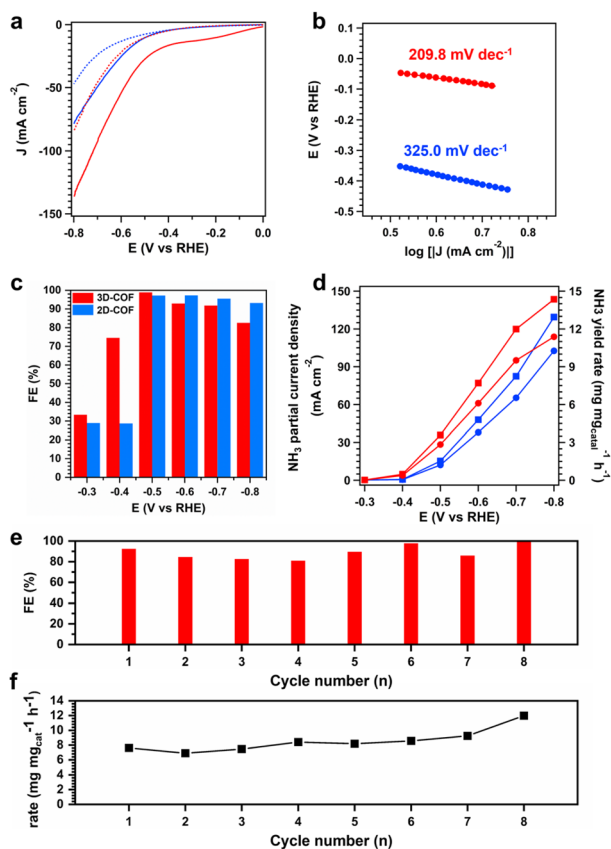 a
0
-50
-100
-150
J (mA cm-2)
-0.8 -0.6 -0.4 -0.2 0.0
E (V vs RHE)
b
0.0
-0.1
-0.2
-0.3
-0.4
-0.5
E (V vs RHE)
209.8 mV dec-1
325.0 mV dec-1
0.4 0.6 0.8
log [|J (mA cm-2)|]
c
100
90
80
70
60
50
40
30
20
10
0
FE (%)
3D-COF
2D-COF
-0.3 -0.4 -0.5 -0.6 -0.7 -0.8
E (V vs RHE)
d
150
120
90
60
30
0
NH3 partial current density
(mA cm-2)
15
12
9
6
3
0
NH3 yield rate (mg mgcatal-1 h-1)
-0.3 -0.4 -0.5 -0.6 -0.7 -0.8
E (V vs RHE)
e
100
80
60
40
20
0
FE (%)
1 2 3 4 5 6 7 8
Cycle number (n)
f
14
12
10
8
6
4
2
0
rate (mg mgcat-1 h-1)
1 2 3 4 5 6 7 8
Cycle number (n)